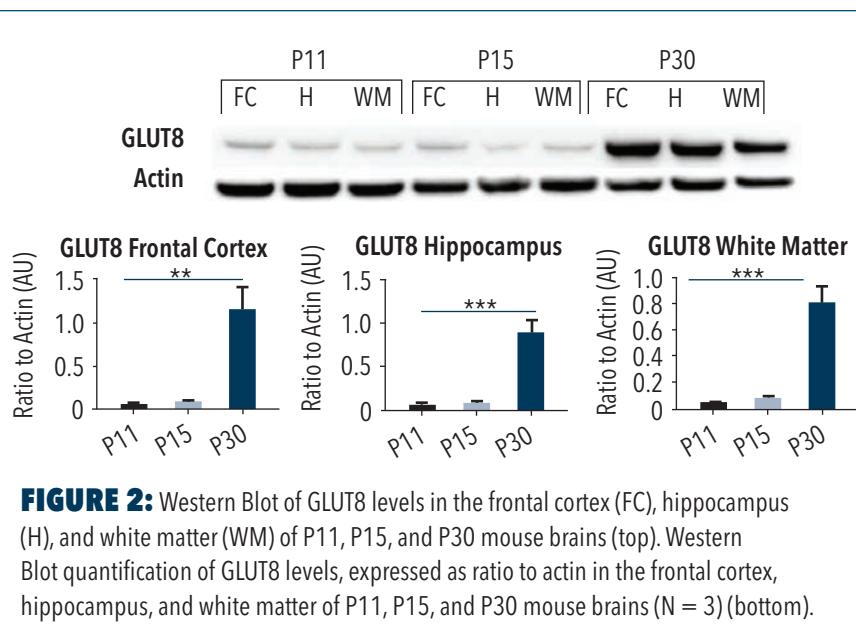 P11 P15 P30
FC H WM FC H WM FC H WM
GLUT8
Actin
GLUT8 Frontal Cortex
Ratio to Actin (AU)
1.5
**
1.0
0.5
0
P11 P15 P30
GLUT8 Hippocampus
Ratio to Actin (AU)
1.5
***
1.0
0.5
0
P11 P15 P30
GLUT8 White Matter
Ratio to Actin (AU)
1.0
***
0.8
0.6
0.4
0.2
0
P11 P15 P30
FIGURE 2: Western Blot of GLUT8 levels in the frontal cortex (FC), hippocampus
(H), and white matter (WM) of P11, P15, and P30 mouse brains (top). Western
Blot quantification of GLUT8 levels, expressed as ratio to actin in the frontal cortex,
hippocampus, and white matter of P11, P15, and P30 mouse brains (N = 3) (bottom).